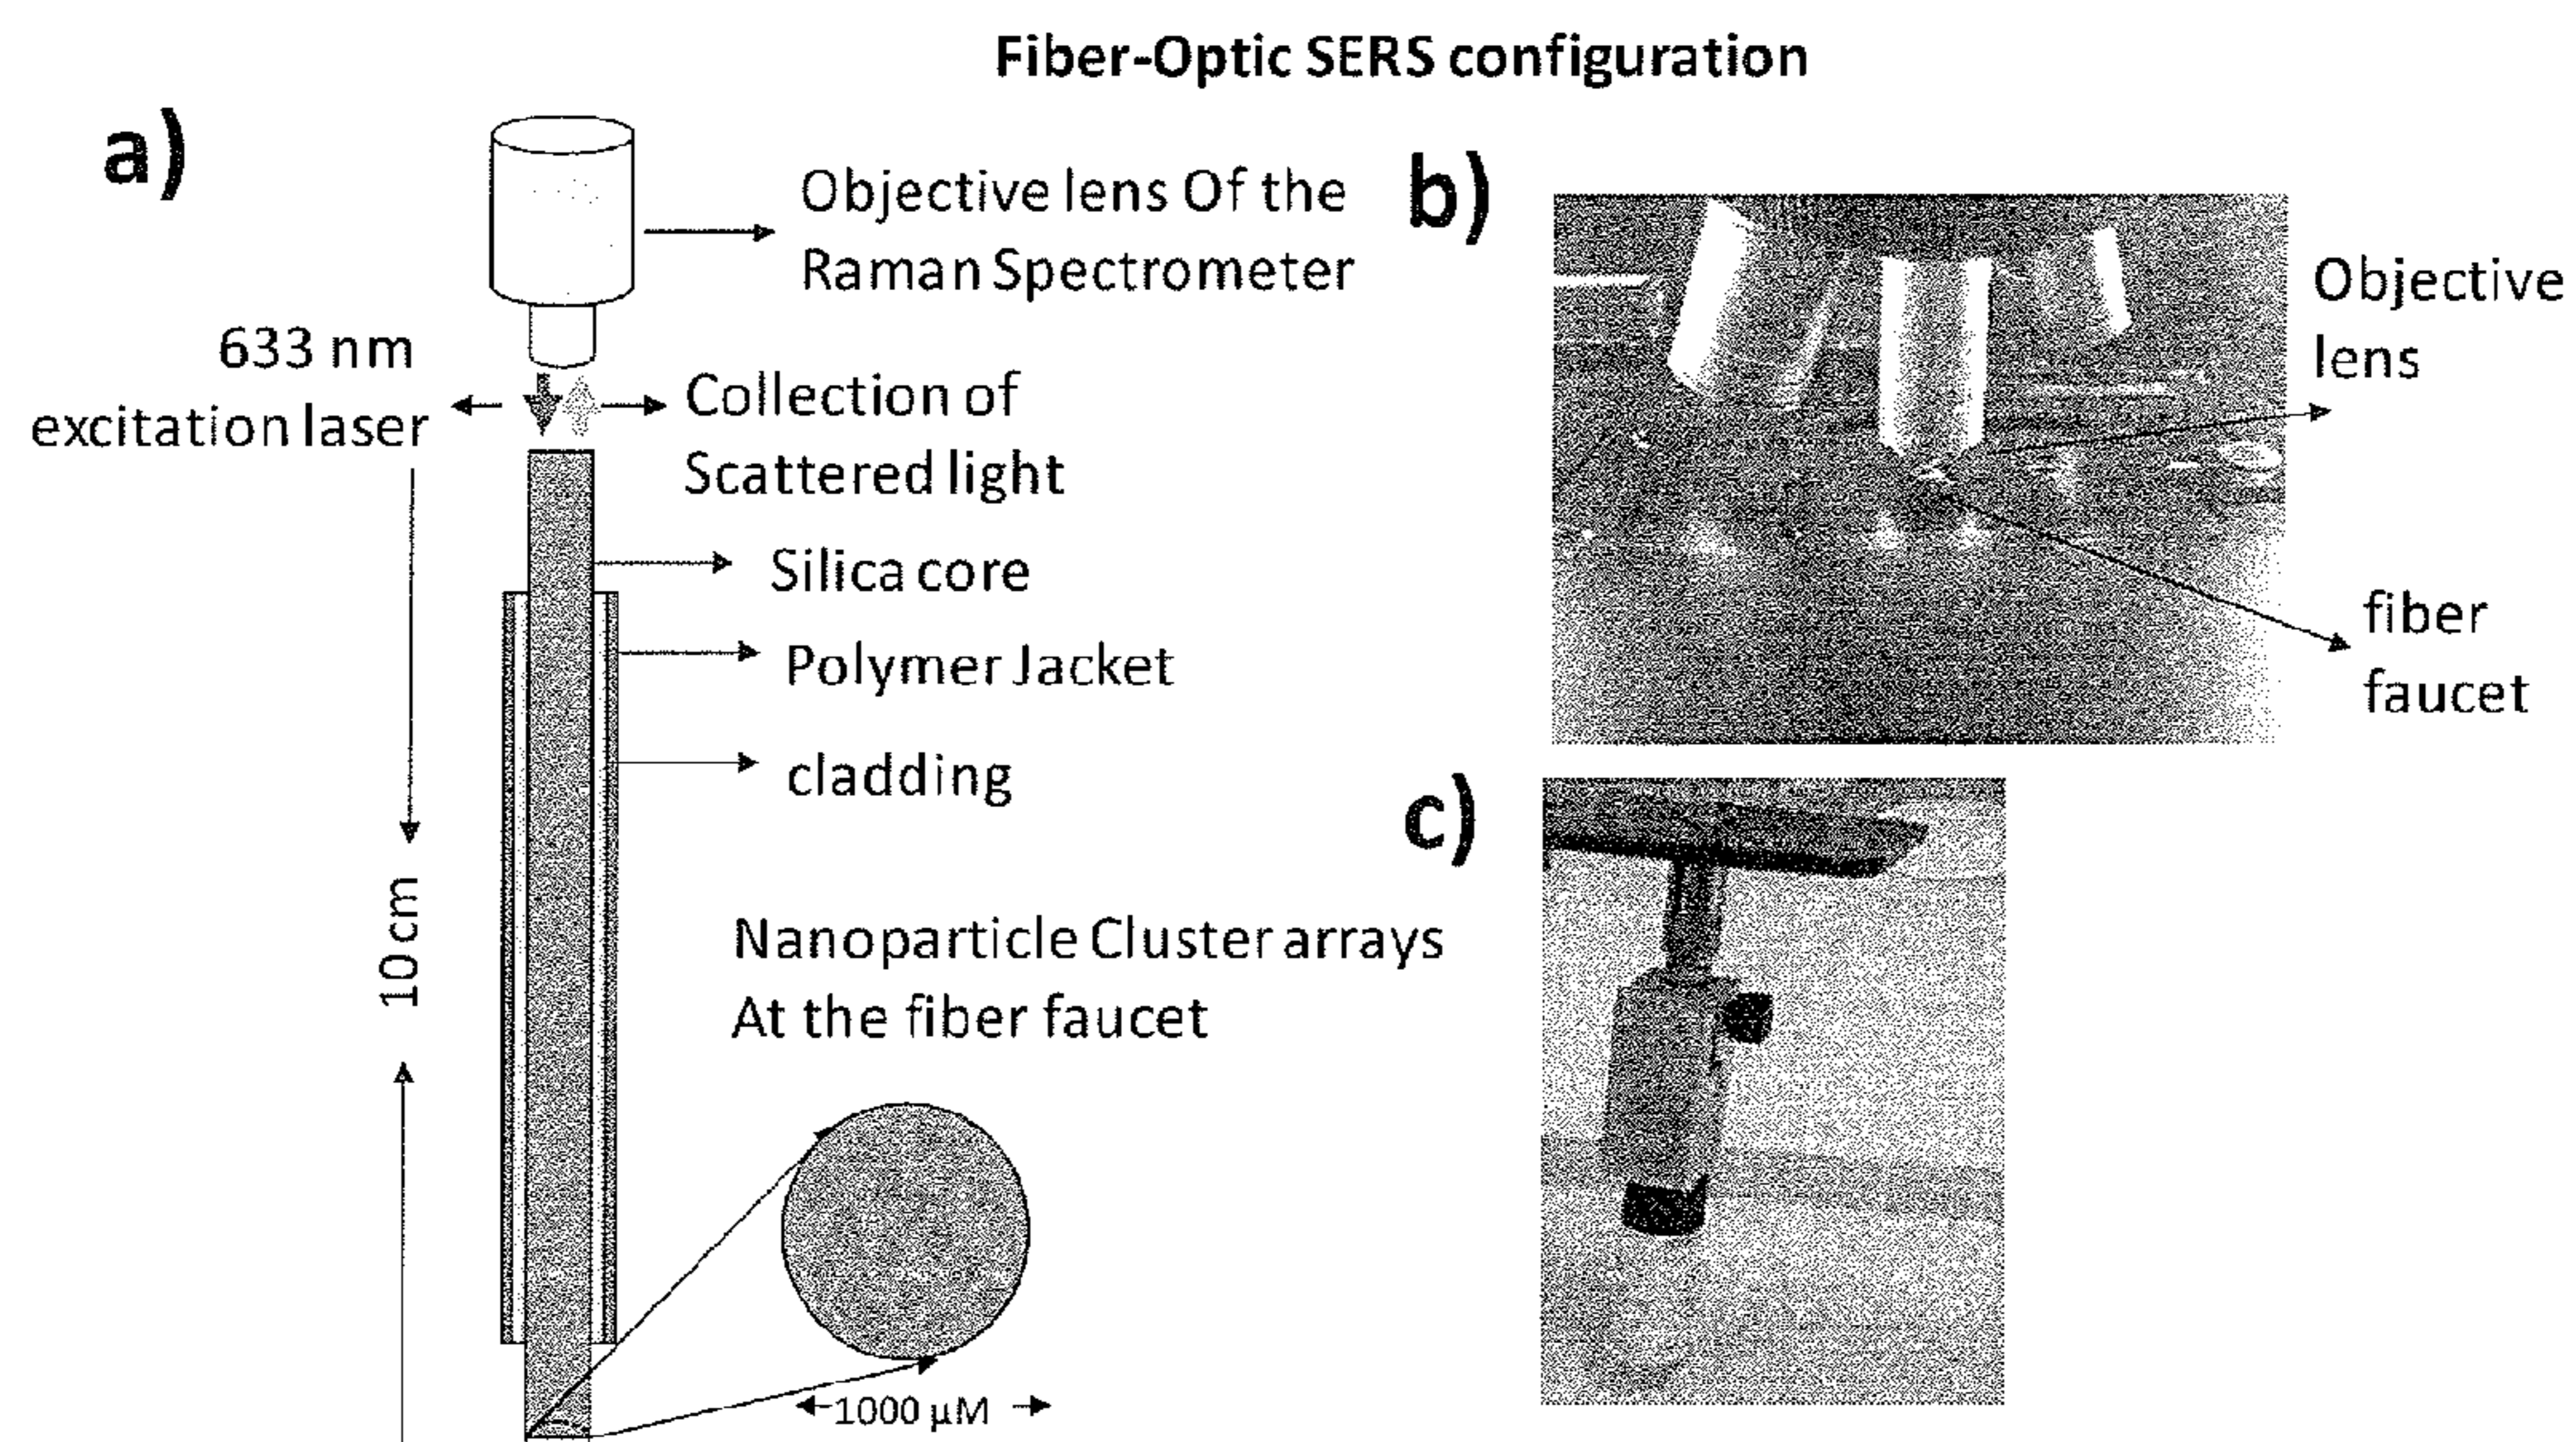 Fiber-Optic SERS configuration
a)
Objective lens Of the
Raman Spectrometer
633 nm
excitation laser
Collection of
Scattered light
Silica core
Polymer Jacket
cladding
10 cm
Nanoparticle Cluster arrays
At the fiber faucet
1000 µM
b)
Objective
lens
fiber
faucet
c)